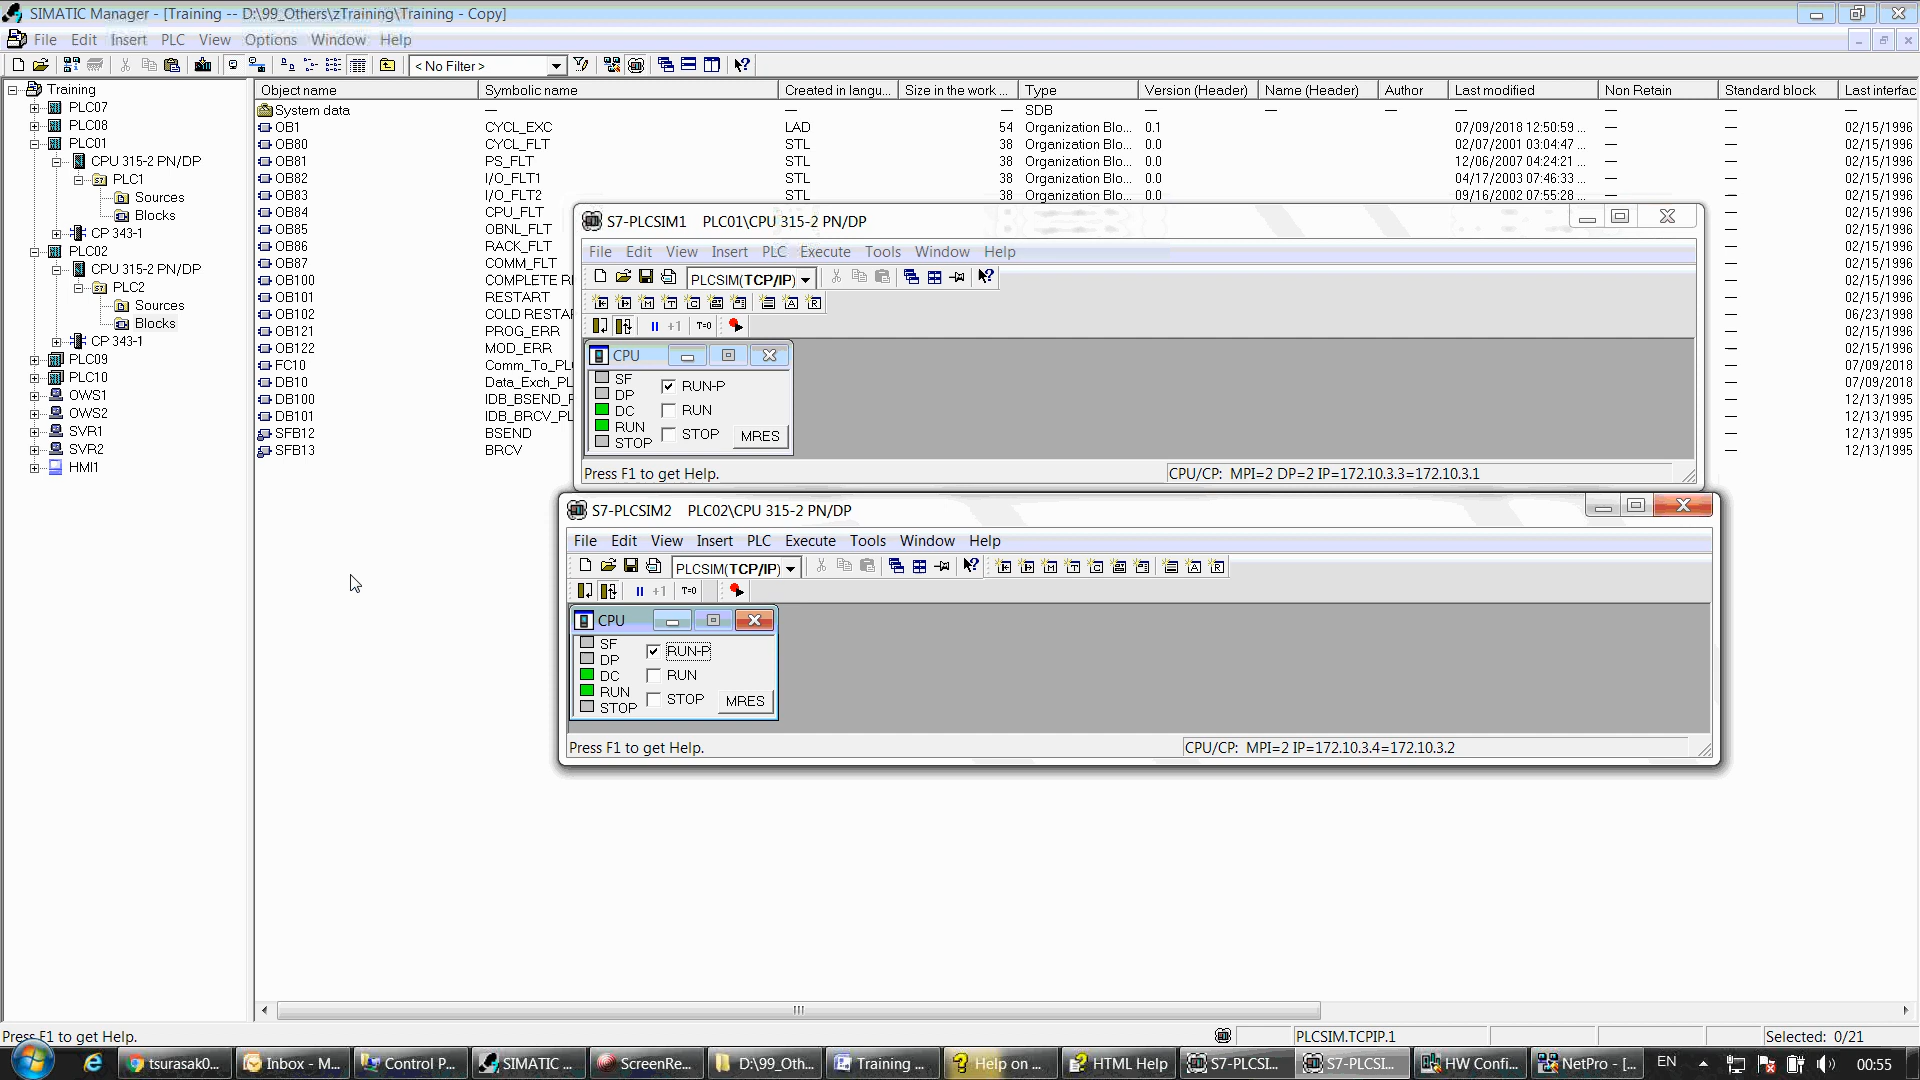 SIMATIC Manager - [Training -- D:\99_Others\zTraining\Training - Copy]
File Edit Insert PLC View Options Window Help
< No Filter >
Training
PLC07
PLC08
PLC01
CPU 315-2 PN/DP
PLC1
Sources
Blocks
CP 343-1
PLC02
CPU 315-2 PN/DP
PLC2
Sources
Blocks
CP 343-1
PLC09
PLC10
OWS1
OWS2
SVR1
SVR2
HMI1
Object name Symbolic name Created in langu... Size in the work ... Type Version (Header) Name (Header) Author Last modified Non Retain Standard block Last interfac
System data — — — SDB — — — — — — —
OB1 CYCL_EXC LAD 54 Organization Blo... 0.1 07/09/2018 12:50:59 ... — — 02/15/1996
OB80 CYCL_FLT STL 38 Organization Blo... 0.0 02/07/2001 03:04:47 ... — — 02/15/1996
OB81 PS_FLT STL 38 Organization Blo... 0.0 12/06/2007 04:24:21 ... — — 02/15/1996
OB82 I/O_FLT1 STL 38 Organization Blo... 0.0 04/17/2003 07:46:33 ... — — 02/15/1996
OB83 I/O_FLT2 STL 38 Organization Blo... 0.0 09/16/2002 07:55:28 ... — — 02/15/1996
OB84 CPU_FLT — 02/15/1996
OB85 OBNL_FLT — 02/15/1996
OB86 RACK_FLT — 02/15/1996
OB87 COMM_FLT — 02/15/1996
OB100 COMPLETE R — 02/15/1996
OB101 RESTART — 02/15/1996
OB102 COLD RESTA — 06/23/1998
OB121 PROG_ERR — 02/15/1996
OB122 MOD_ERR — 02/15/1996
FC10 Comm_To_PL — 07/09/2018
DB10 Data_Exch_PL — 07/09/2018
DB100 IDB_BSEND_F — 12/13/1995
DB101 IDB_BRCV_PL — 12/13/1995
SFB12 BSEND — 12/13/1995
SFB13 BRCV — 12/13/1995
S7-PLCSIM1 PLC01\CPU 315-2 PN/DP
File Edit View Insert PLC Execute Tools Window Help
PLCSIM(TCP/IP)
+1 T=0
CPU
SF
DP RUN-P
DC RUN
RUN
STOP STOP MRES
Press F1 to get Help. CPU/CP: MPI=2 DP=2 IP=172.10.3.3=172.10.3.1
S7-PLCSIM2 PLC02\CPU 315-2 PN/DP
File Edit View Insert PLC Execute Tools Window Help
PLCSIM(TCP/IP)
+1 T=0
CPU
SF
DP RUN-P
DC RUN
RUN
STOP STOP MRES
Press F1 to get Help. CPU/CP: MPI=2 IP=172.10.3.4=172.10.3.2
Press F1 to get Help. PLCSIM.TCPIP.1 Selected: 0/21
tsurasak0... Inbox - M... Control P... SIMATIC ... ScreenRe... D:\99_Oth... Training ... Help on ... HTML Help S7-PLCSI... S7-PLCSI... HW Confi... NetPro - [... EN 00:55